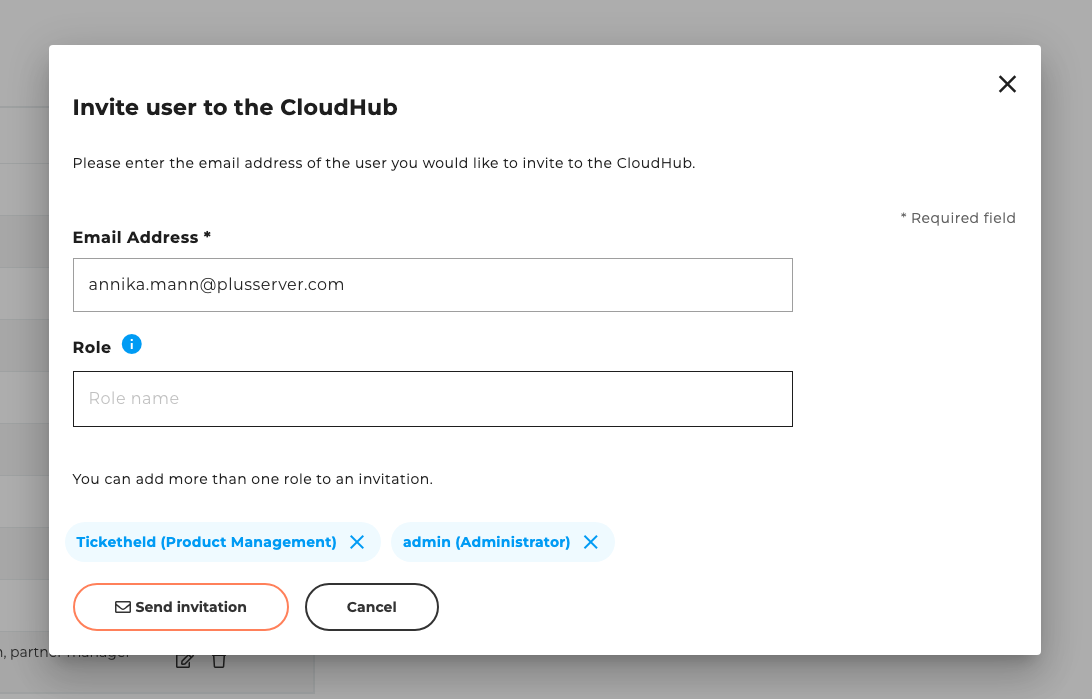 Invite user to the CloudHub
Please enter the email address of the user you would like to invite to the CloudHub.
* Required field
Email Address *
annika.mann@plusserver.com
Role
Role name
You can add more than one role to an invitation.
Ticketheld (Product Management)
admin (Administrator)
Send invitation
Cancel